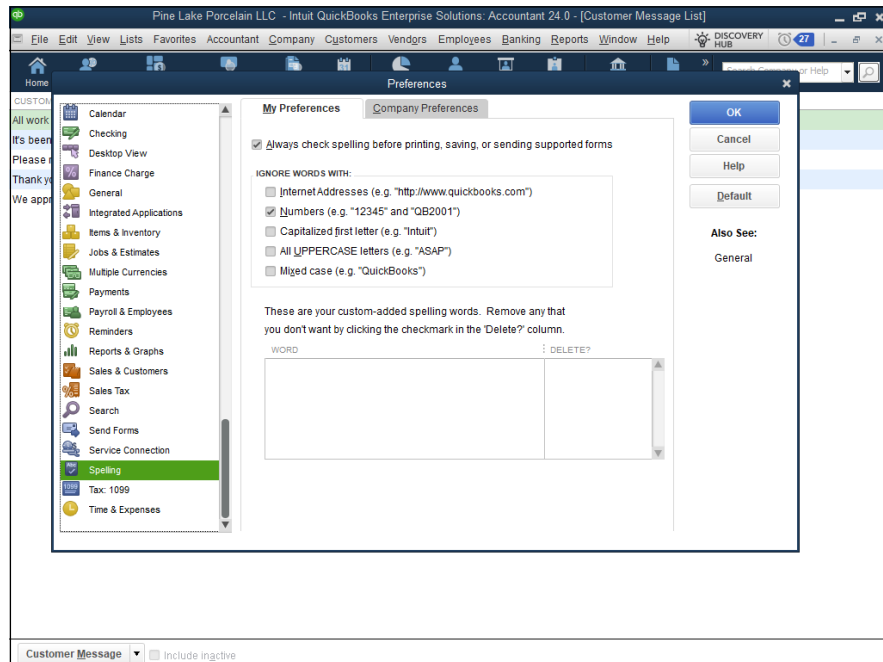 qb Pine Lake Porcelain LLC - Intuit QuickBooks Enterprise Solutions: Accountant 24.0 - [Customer Message List]
File Edit View Lists Favorites Accountant Company Customers Vendors Employees Banking Reports Window Help DISCOVERY HUB 27
Home »
Preferences
CUSTOM
All work
It's been
Please
Thank
We appr
Calendar
Checking
Desktop View
Finance Charge
General
Integrated Applications
Items & Inventory
Jobs & Estimates
Multiple Currencies
Payments
Payroll & Employees
Reminders
Reports & Graphs
Sales & Customers
Sales Tax
Search
Send Forms
Service Connection
Spelling
Tax: 1099
Time & Expenses
My Preferences Company Preferences
Always check spelling before printing, saving, or sending supported forms
IGNORE WORDS WITH:
Internet Addresses (e.g. "http://www.quickbooks.com")
Numbers (e.g. "12345" and "QB2001")
Capitalized first letter (e.g. "Intuit")
All UPPERCASE letters (e.g. "ASAP")
Mixed case (e.g. "QuickBooks")
These are your custom-added spelling words. Remove any that
you don't want by clicking the checkmark in the 'Delete?' column.
WORD DELETE?
OK
Cancel
Help
Default
Also See:
General
Customer Message Include inactive